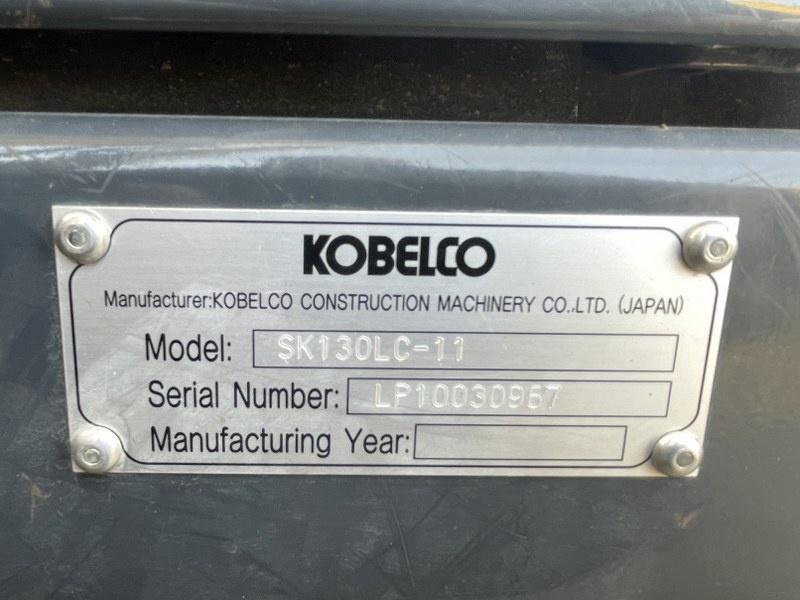 KOBELCO
Manufacturer:KOBELCO CONSTRUCTION MACHINERY CO.,LTD. (JAPAN)
Model: SK130LC-11
Serial Number: LP10030967
Manufacturing Year: